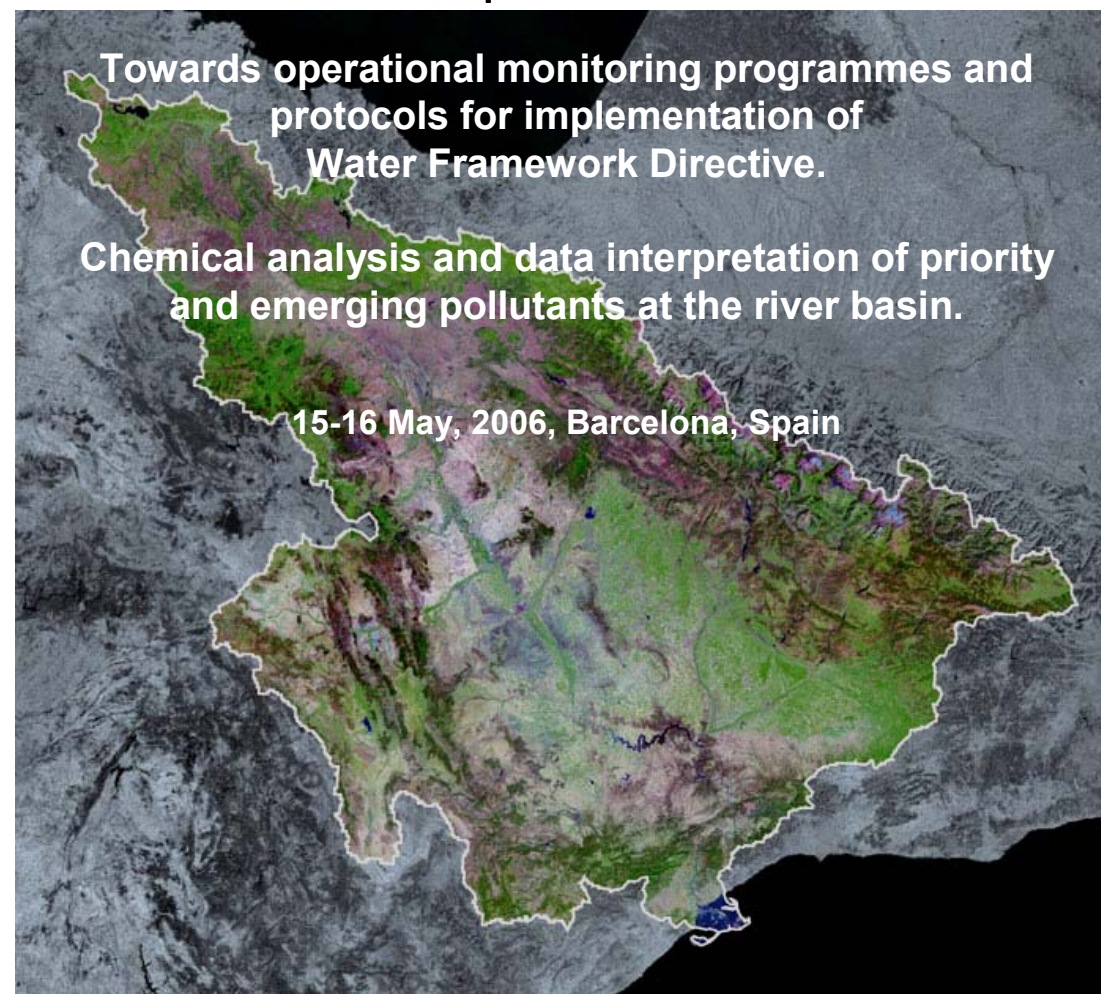 Towards operational monitoring programmes and
protocols for implementation of
Water Framework Directive.
Chemical analysis and data interpretation of priority
and emerging pollutants at the river basin.
15-16 May, 2006, Barcelona, Spain